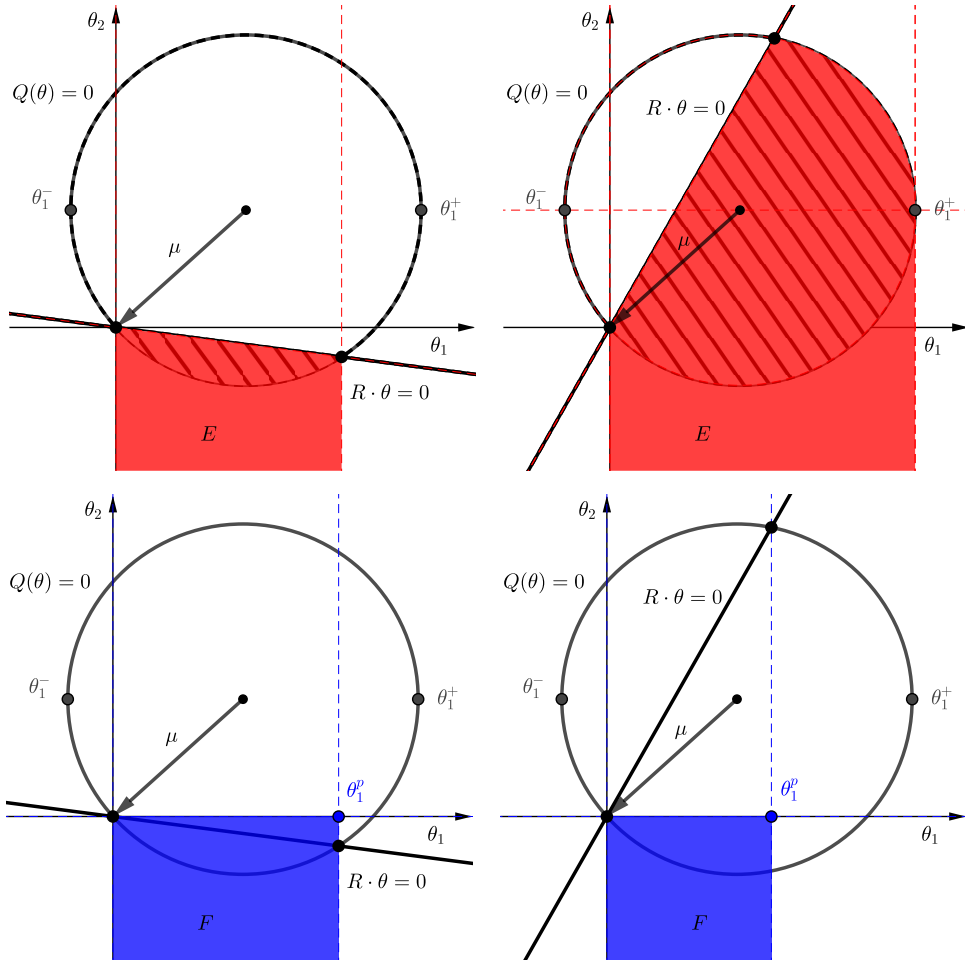 θ₂
Q(θ) = 0
θ₁⁻
θ₁⁺
μ
θ₁
R · θ = 0
E
θ₂
Q(θ) = 0
R · θ = 0
θ₁⁻
θ₁⁺
μ
θ₁
E
θ₂
Q(θ) = 0
θ₁⁻
θ₁⁺
μ
θ₁ᵖ
θ₁
R · θ = 0
F
θ₂
Q(θ) = 0
R · θ = 0
θ₁⁻
θ₁⁺
μ
θ₁ᵖ
θ₁
F